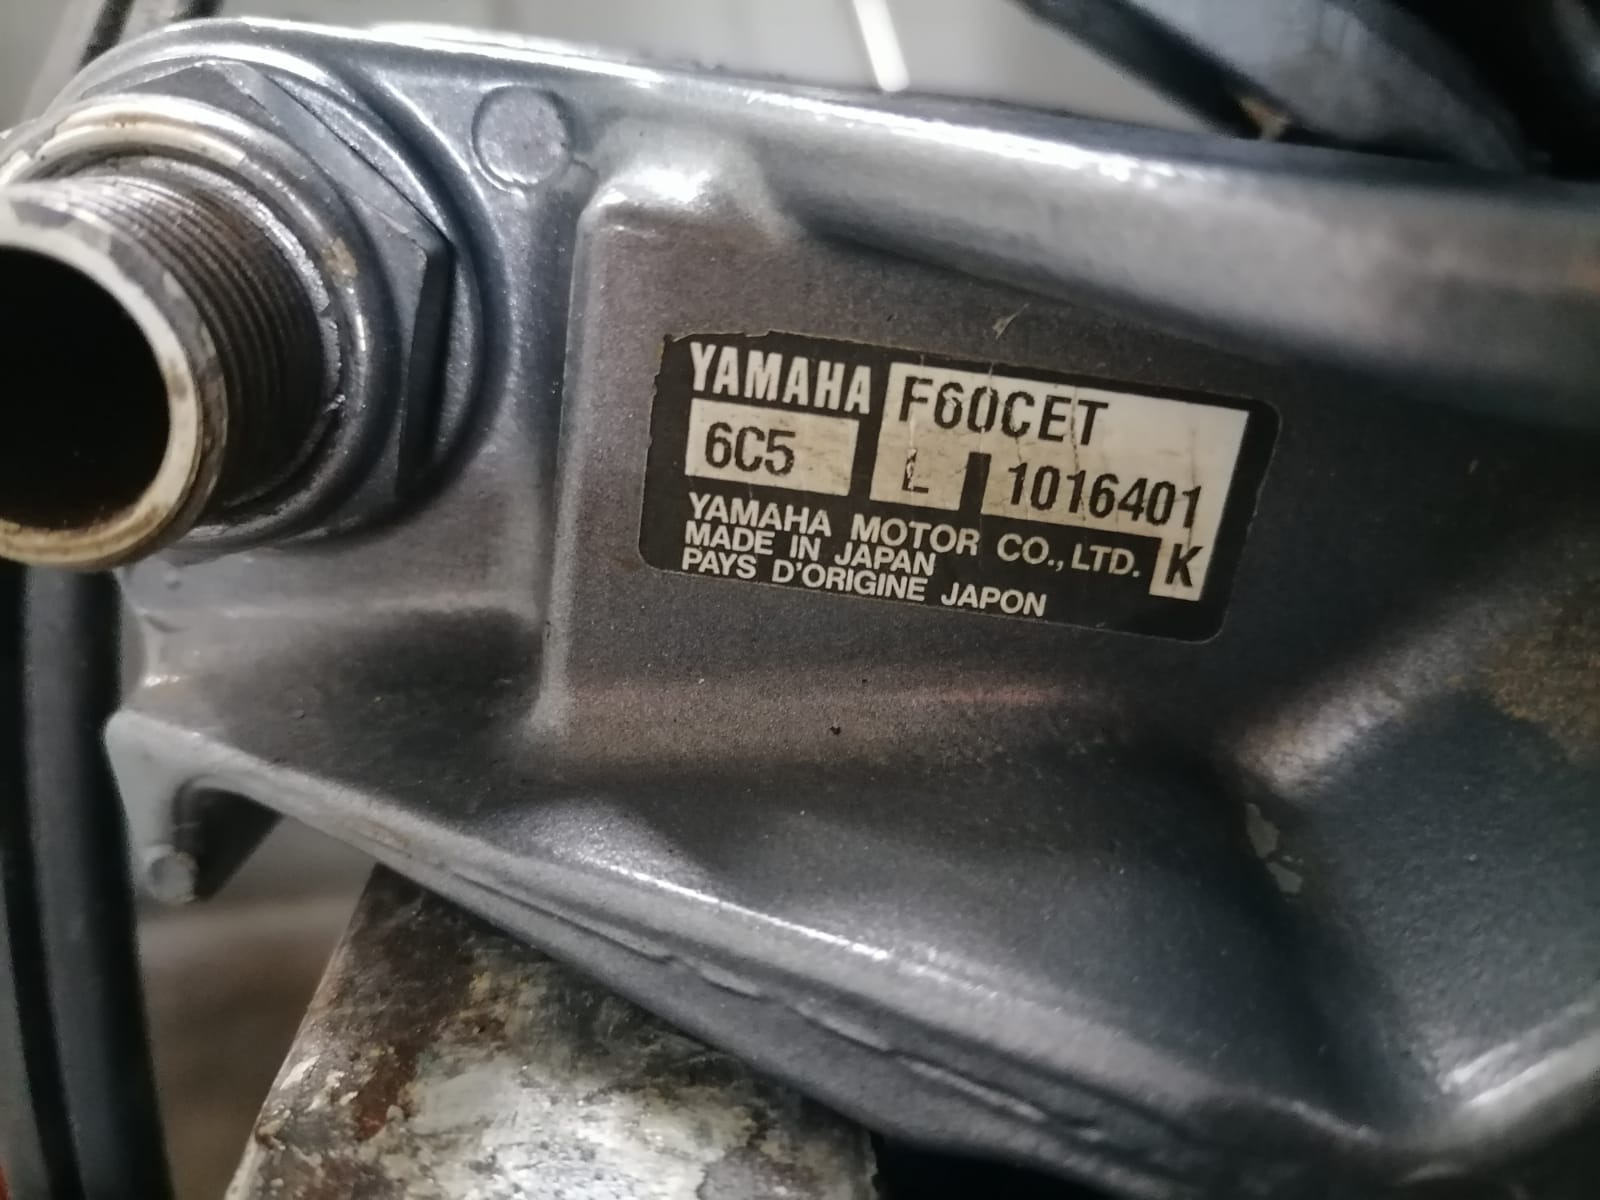 YAMAHA F60CET
6C5 L 1016401
YAMAHA MOTOR CO., LTD. K
MADE IN JAPAN
PAYS D'ORIGINE JAPON